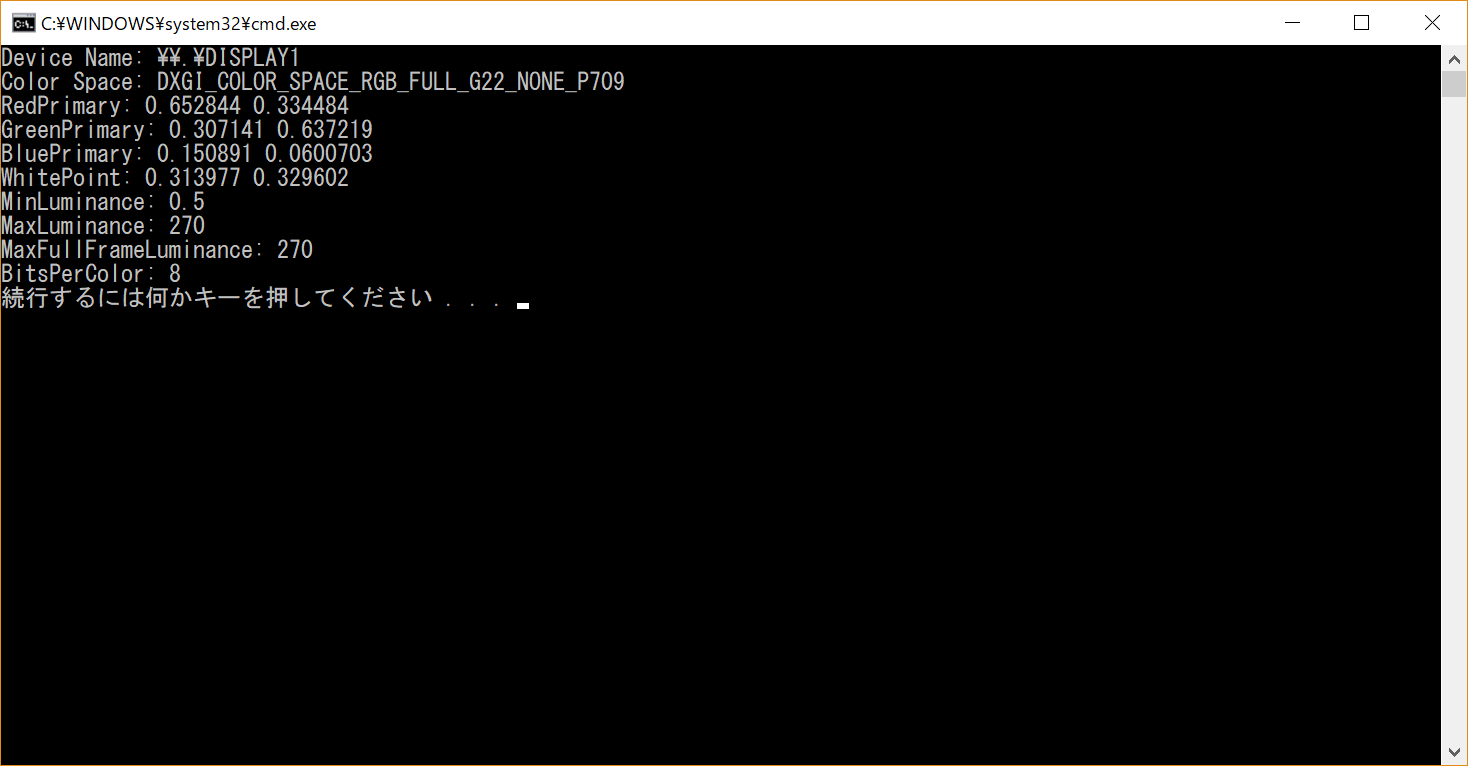 C:¥WINDOWS¥system32¥cmd.exe
Device Name: ¥¥.¥DISPLAY1
Color Space: DXGI_COLOR_SPACE_RGB_FULL_G22_NONE_P709
RedPrimary: 0.652844 0.334484
GreenPrimary: 0.307141 0.637219
BluePrimary: 0.150891 0.0600703
WhitePoint: 0.313977 0.329602
MinLuminance: 0.5
MaxLuminance: 270
MaxFullFrameLuminance: 270
BitsPerColor: 8
続行するには何かキーを押してください . . .